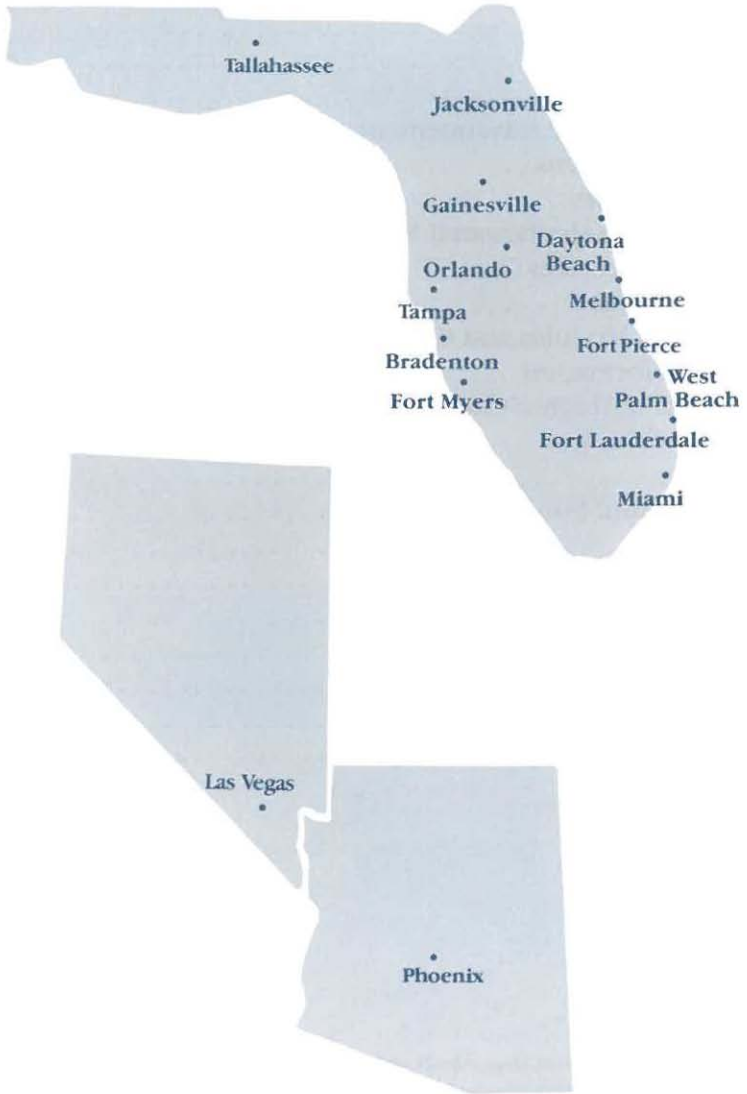 Tallahassee
Jacksonville
Gainesville
Daytona
Beach
Orlando
Melbourne
Tampa
Fort Pierce
Bradenton
West
Palm Beach
Fort Myers
Fort Lauderdale
Miami
Las Vegas
Phoenix